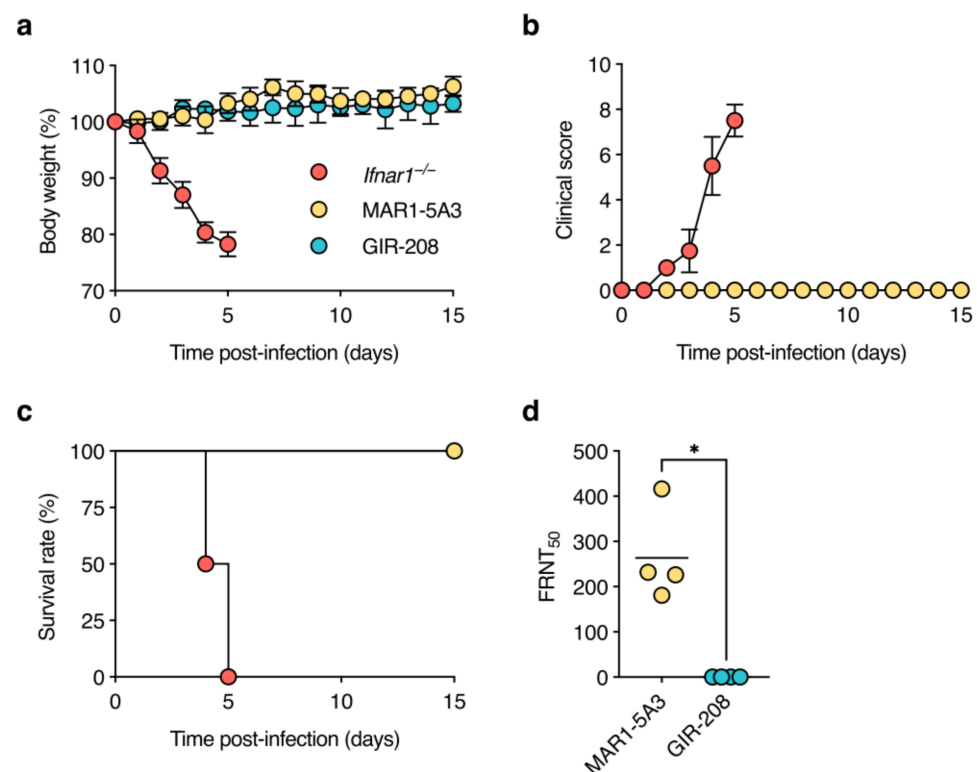 a
110
100
90
80
70
Body weight (%)
Ifnar1–/–
MAR1-5A3
GIR-208
0
5
10
15
Time post-infection (days)
b
10
8
6
4
2
0
Clinical score
0
5
10
15
Time post-infection (days)
c
100
75
50
25
0
Survival rate (%)
0
5
10
15
Time post-infection (days)
d
500
400
300
200
100
0
FRNT50
*
MAR1-5A3
GIR-208